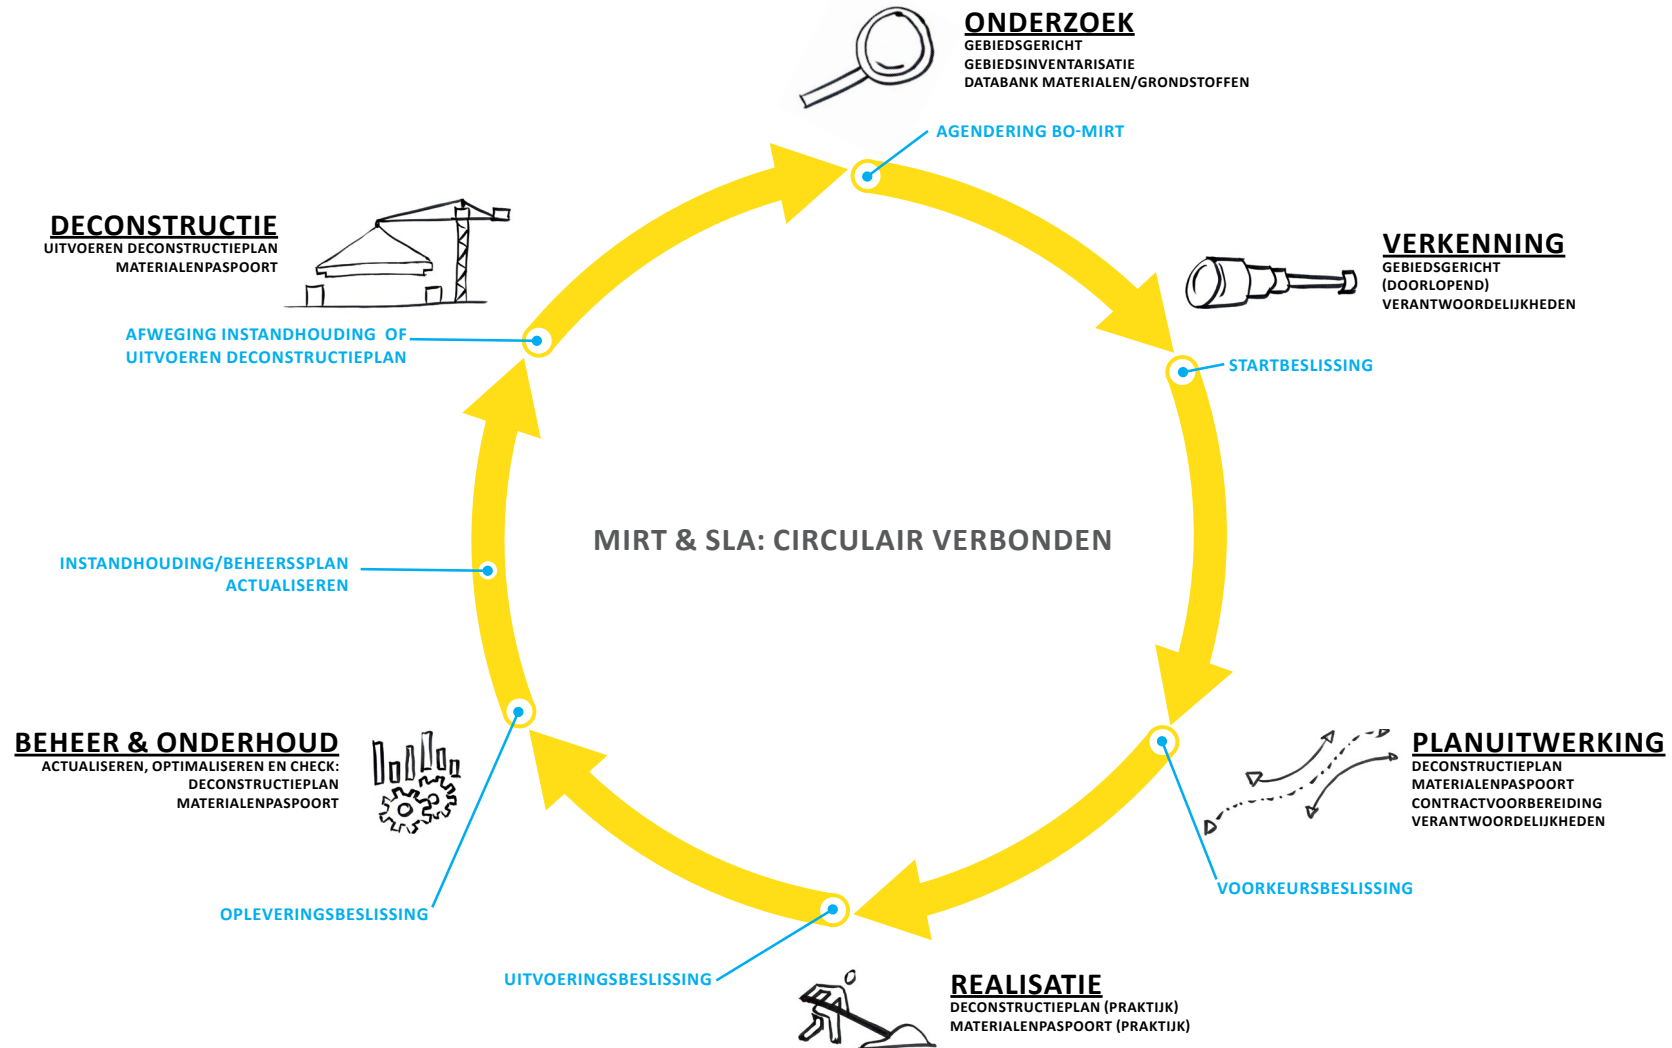 ONDERZOEK
GEBIEDSGERICHT
GEBIEDSINVENTARISATIE
DATABANK MATERIALEN/GRONDSTOFFEN
AGENDERING BO-MIRT
VERKENNING
GEBIEDSGERICHT
(DOORLOPEND)
VERANTWOORDELIJKHEDEN
STARTBESLISSING
PLANUITWERKING
DECONSTRUCTIEPLAN
MATERIALENPASPOORT
CONTRACTVOORBEREIDING
VERANTWOORDELIJKHEDEN
VOORKEURSBESLISSING
REALISATIE
DECONSTRUCTIEPLAN (PRAKTIJK)
MATERIALENPASPOORT (PRAKTIJK)
UITVOERINGSBESLISSING
BEHEER & ONDERHOUD
ACTUALISEREN, OPTIMALISEREN EN CHECK:
DECONSTRUCTIEPLAN
MATERIALENPASPOORT
OPLEVERINGSBESLISSING
INSTANDHOUDING/BEHEERSSPLAN
ACTUALISEREN
DECONSTRUCTIE
UITVOEREN DECONSTRUCTIEPLAN
MATERIALENPASPOORT
AFWEGING INSTANDHOUDING OF
UITVOEREN DECONSTRUCTIEPLAN
MIRT & SLA: CIRCULAIR VERBONDEN